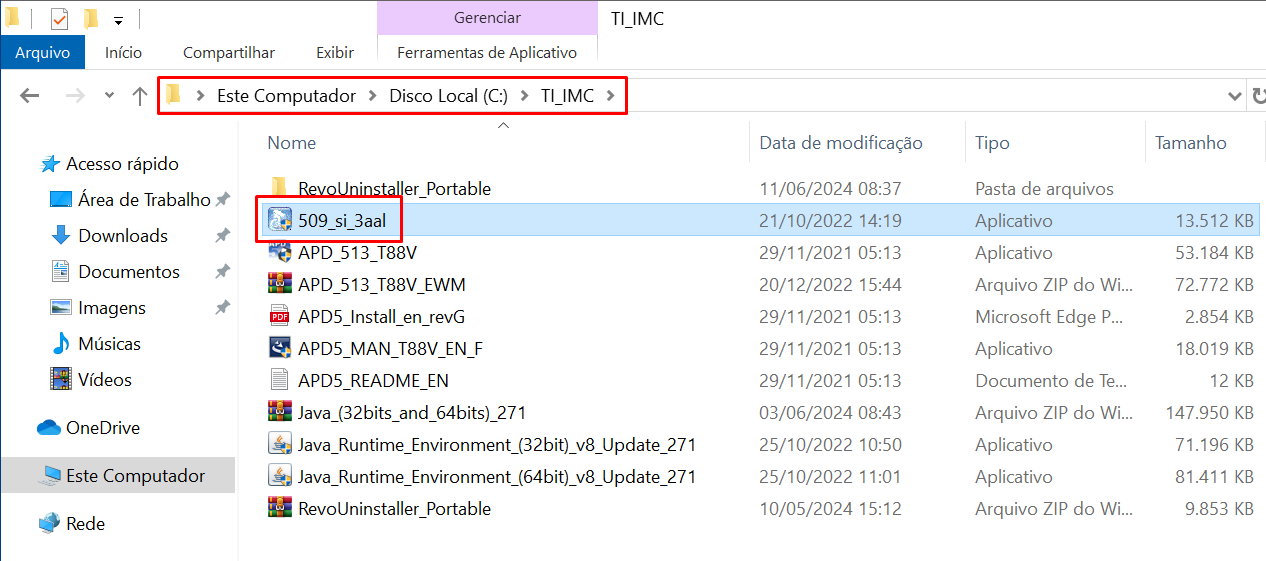 Gerenciar TI_IMC
Arquivo Início Compartilhar Exibir Ferramentas de Aplicativo
Este Computador Disco Local (C:) TI_IMC
Nome Data de modificação Tipo Tamanho
Acesso rápido
Área de Trabalho
Downloads
Documentos
Imagens
Músicas
Vídeos
OneDrive
Este Computador
Rede
RevoUninstaller_Portable 11/06/2024 08:37 Pasta de arquivos
509_si_3aal 21/10/2022 14:19 Aplicativo 13.512 KB
APD_513_T88V 29/11/2021 05:13 Aplicativo 53.184 KB
APD_513_T88V_EWM 20/12/2022 15:44 Arquivo ZIP do Wi... 72.772 KB
PDF APD5_Install_en_revG 29/11/2021 05:13 Microsoft Edge P... 2.854 KB
APD5_MAN_T88V_EN_F 29/11/2021 05:13 Aplicativo 18.019 KB
APD5_README_EN 29/11/2021 05:13 Documento de Te... 12 KB
Java_(32bits_and_64bits)_271 03/06/2024 08:43 Arquivo ZIP do Wi... 147.950 KB
Java_Runtime_Environment_(32bit)_v8_Update_271 25/10/2022 10:50 Aplicativo 71.196 KB
Java_Runtime_Environment_(64bit)_v8_Update_271 25/10/2022 11:01 Aplicativo 81.411 KB
RevoUninstaller_Portable 10/05/2024 15:12 Arquivo ZIP do Wi... 9.853 KB